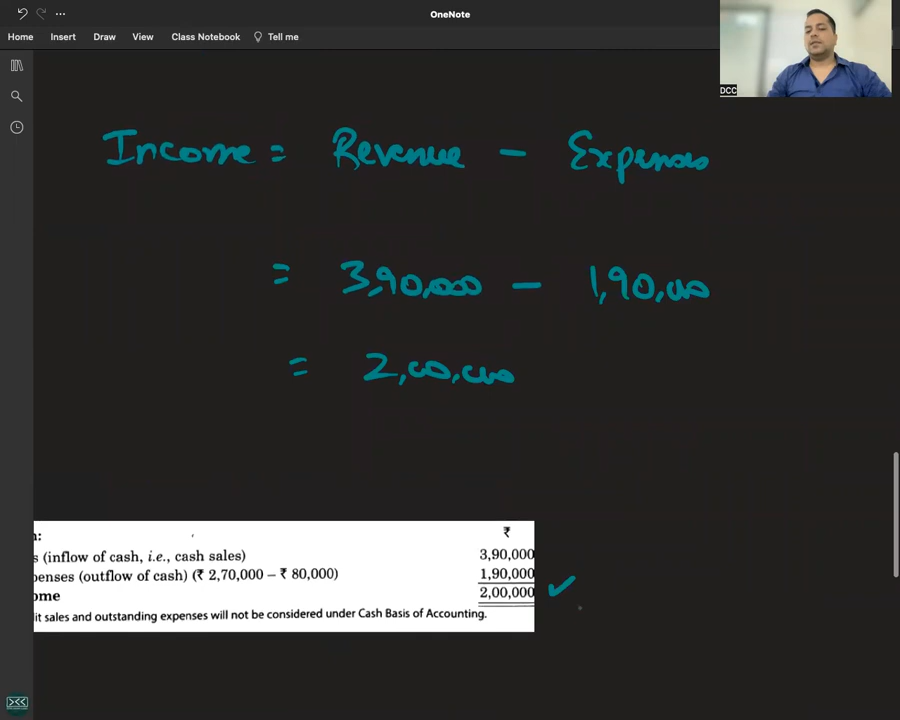 OneNote
Home Insert Draw View Class Notebook Tell me
DCC
Income = Revenue - Expenses
= 3,90,000 - 1,90,000
= 2,00,000
n: ₹
s (inflow of cash, i.e., cash sales) 3,90,000
penses (outflow of cash) (₹ 2,70,000 – ₹ 80,000) 1,90,000
ome 2,00,000
dit sales and outstanding expenses will not be considered under Cash Basis of Accounting.